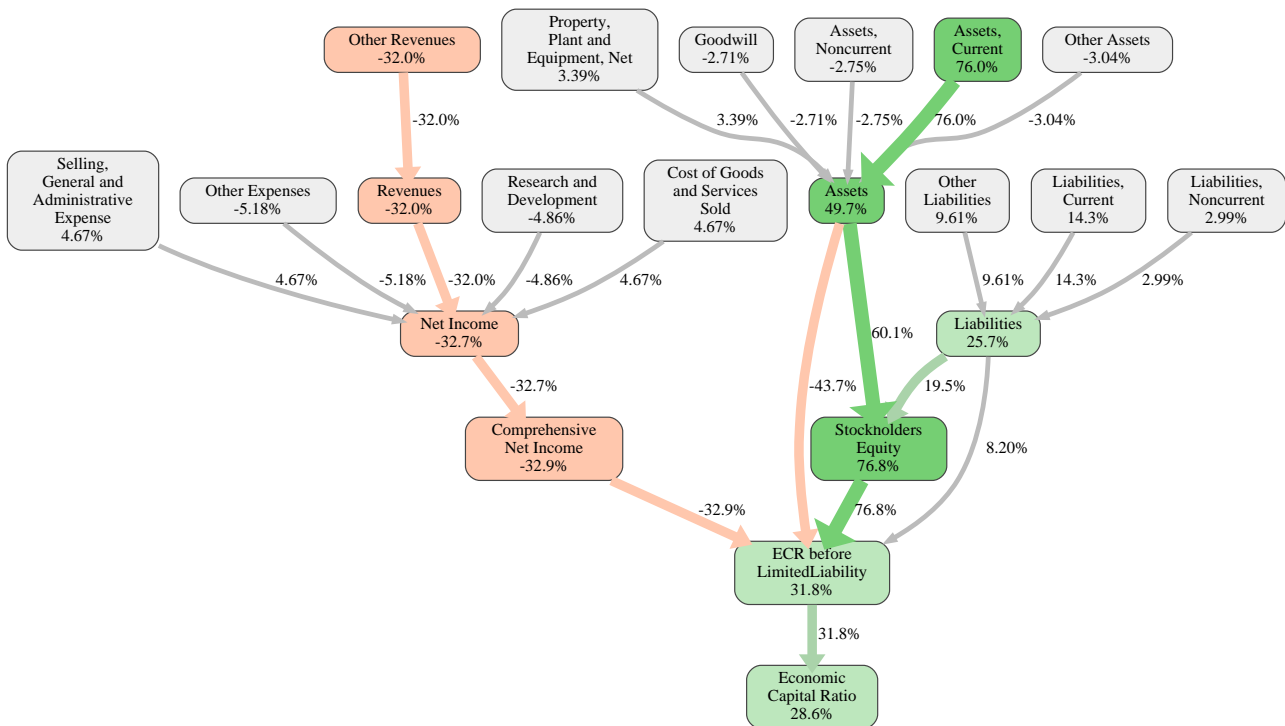 Other Revenues
-32.0%
Property,
Plant and
Equipment, Net
3.39%
Goodwill
-2.71%
Assets,
Noncurrent
-2.75%
Assets,
Current
76.0%
Other Assets
-3.04%
-32.0%
3.39%
-2.71%
-2.75%
76.0%
-3.04%
Selling,
General and
Administrative
Expense
4.67%
Other Expenses
-5.18%
Revenues
-32.0%
Research and
Development
-4.86%
Cost of Goods
and Services
Sold
4.67%
Assets
49.7%
Other
Liabilities
9.61%
Liabilities,
Current
14.3%
Liabilities,
Noncurrent
2.99%
4.67%
-5.18%
-32.0%
-4.86%
4.67%
9.61%
14.3%
2.99%
Net Income
-32.7%
60.1%
Liabilities
25.7%
-32.7%
-43.7%
19.5%
Comprehensive
Net Income
-32.9%
Stockholders
Equity
76.8%
8.20%
-32.9%
76.8%
ECR before
LimitedLiability
31.8%
31.8%
Economic
Capital Ratio
28.6%